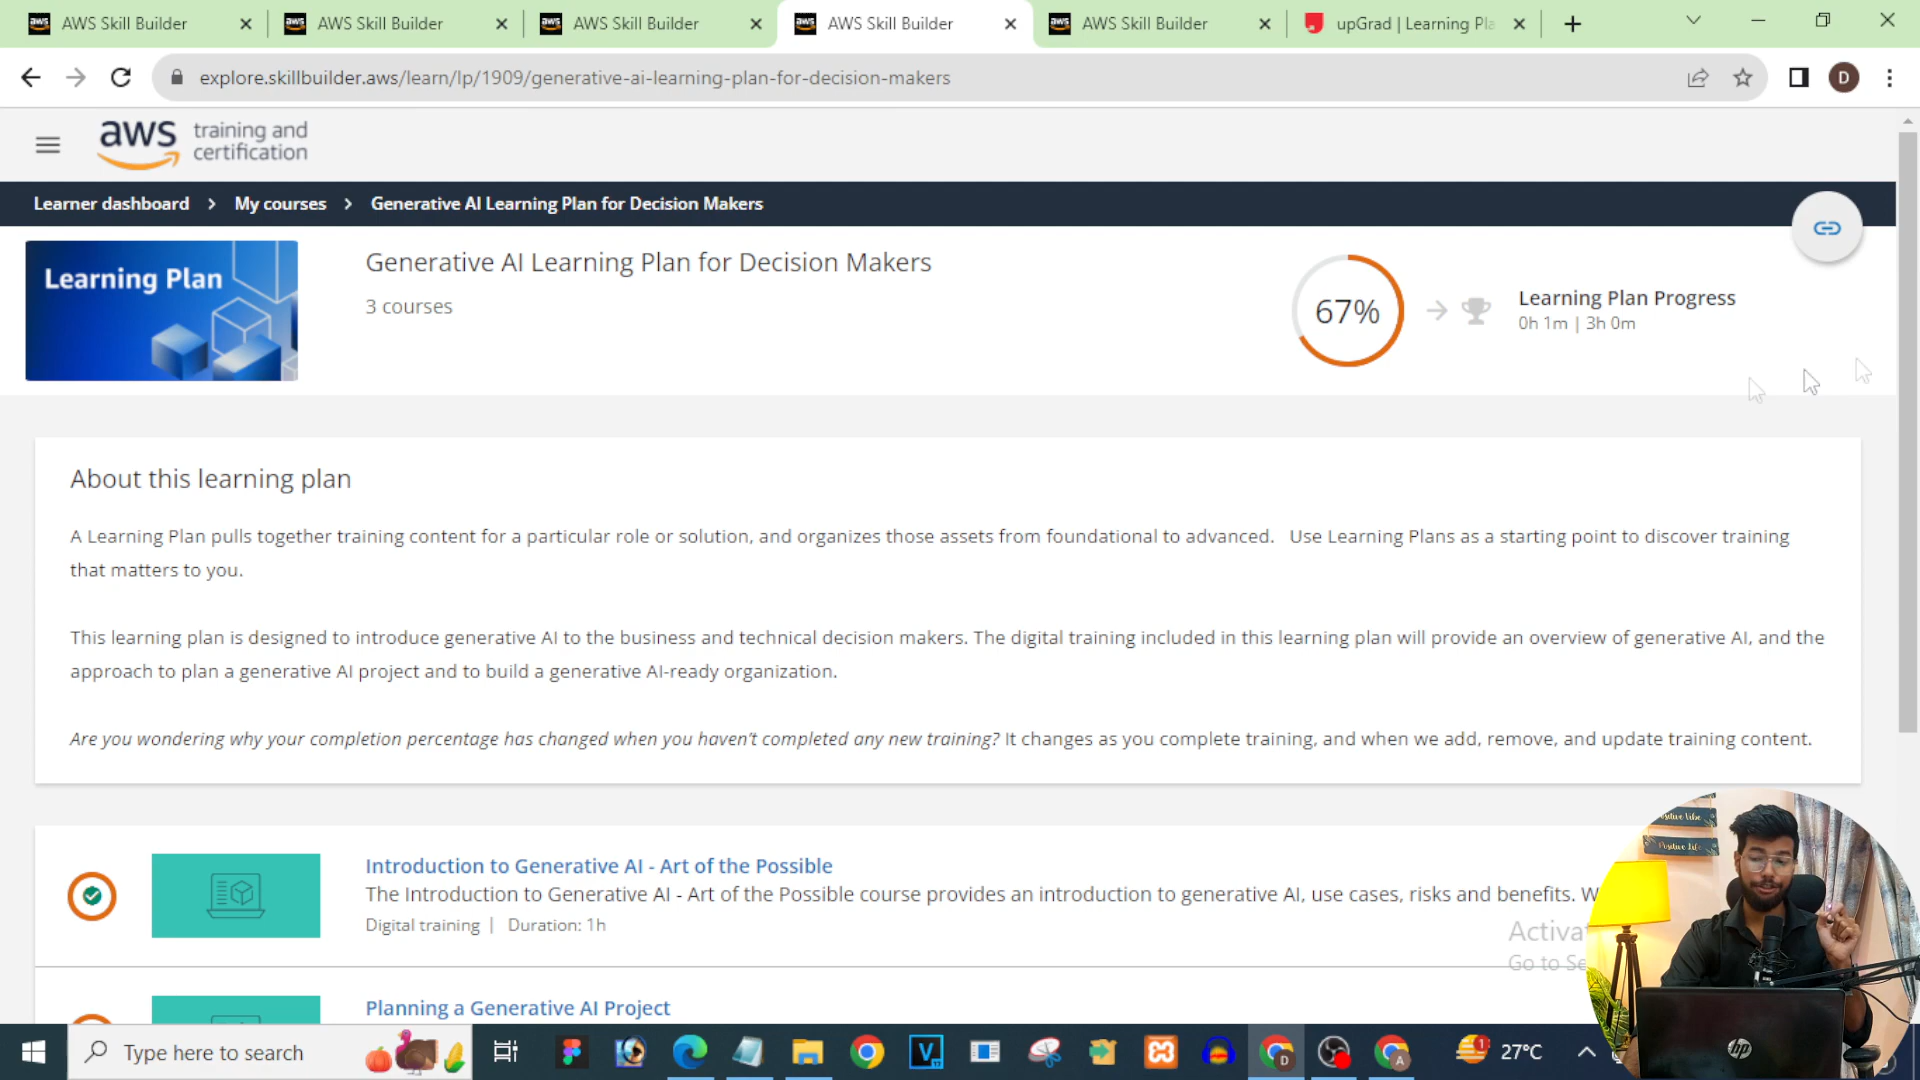 AWS Skill Builder
AWS Skill Builder
AWS Skill Builder
AWS Skill Builder
AWS Skill Builder
upGrad | Learning Pla
explore.skillbuilder.aws/learn/lp/1909/generative-ai-learning-plan-for-decision-makers
D
aws training and
certification
Learner dashboard > My courses > Generative AI Learning Plan for Decision Makers
Learning Plan
Generative AI Learning Plan for Decision Makers
3 courses
67%
Learning Plan Progress
0h 1m | 3h 0m
About this learning plan
A Learning Plan pulls together training content for a particular role or solution, and organizes those assets from foundational to advanced. Use Learning Plans as a starting point to discover training
that matters to you.
This learning plan is designed to introduce generative AI to the business and technical decision makers. The digital training included in this learning plan will provide an overview of generative AI, and the
approach to plan a generative AI project and to build a generative AI-ready organization.
Are you wondering why your completion percentage has changed when you haven't completed any new training? It changes as you complete training, and when we add, remove, and update training content.
Introduction to Generative AI - Art of the Possible
The Introduction to Generative AI - Art of the Possible course provides an introduction to generative AI, use cases, risks and benefits. W
Digital training | Duration: 1h
Activa
Go to Se
Planning a Generative AI Project
Positive Life
Type here to search
27°C
hp